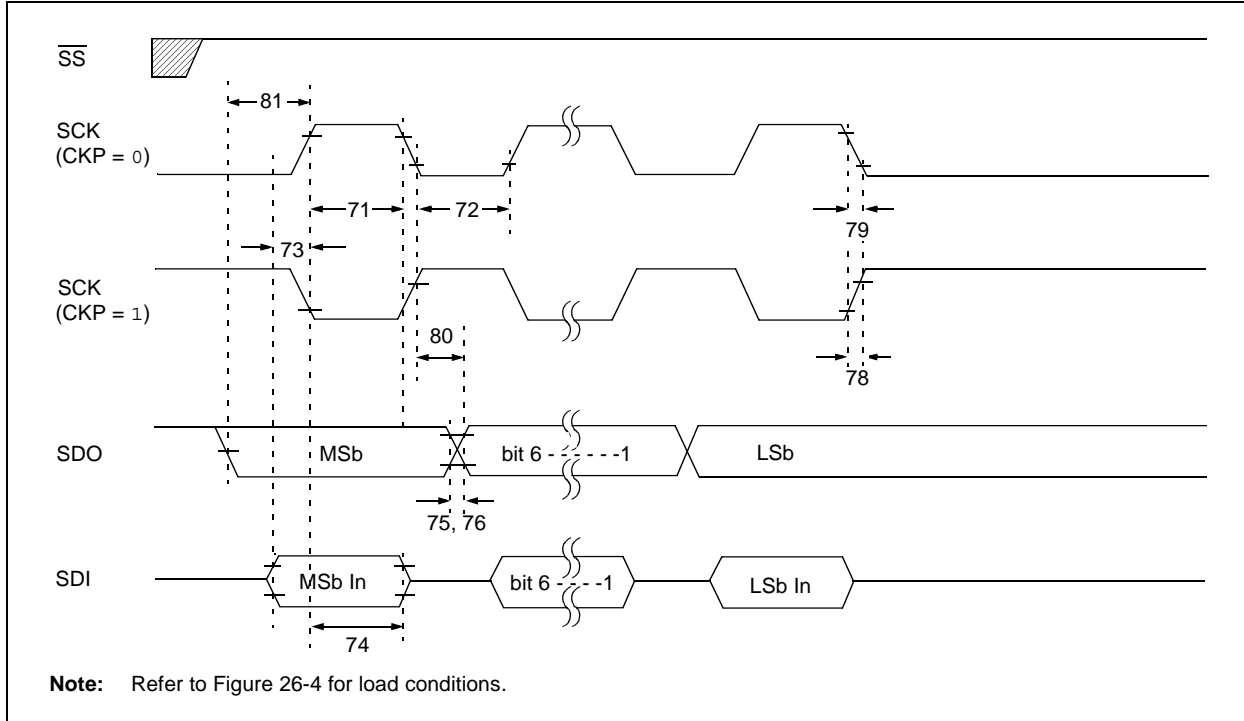 SS
81
SCK
(CKP = 0)
71
72
79
73
SCK
(CKP = 1)
80
78
SDO
MSb
bit 6 - - - - - -1
LSb
75, 76
SDI
MSb In
bit 6 - - - - -1
LSb In
74
Note: Refer to Figure 26-4 for load conditions.